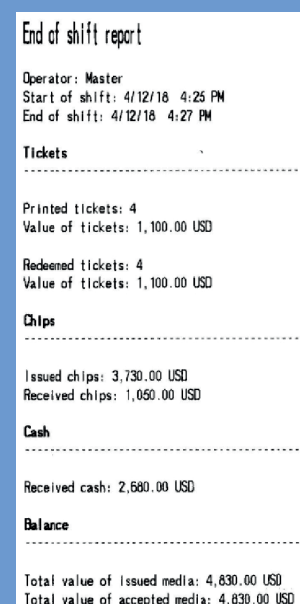 End of shift report
Operator: Master
Start of shift: 4/12/18 4:25 PM
End of shift: 4/12/18 4:27 PM
Tickets
Printed tickets: 4
Value of tickets: 1,100.00 USD
Redeemed tickets: 4
Value of tickets: 1,100.00 USD
Chips
Issued chips: 3,730.00 USD
Received chips: 1,050.00 USD
Cash
Received cash: 2,680.00 USD
Balance
Total value of issued media: 4,830.00 USD
Total value of accepted media: 4,830.00 USD